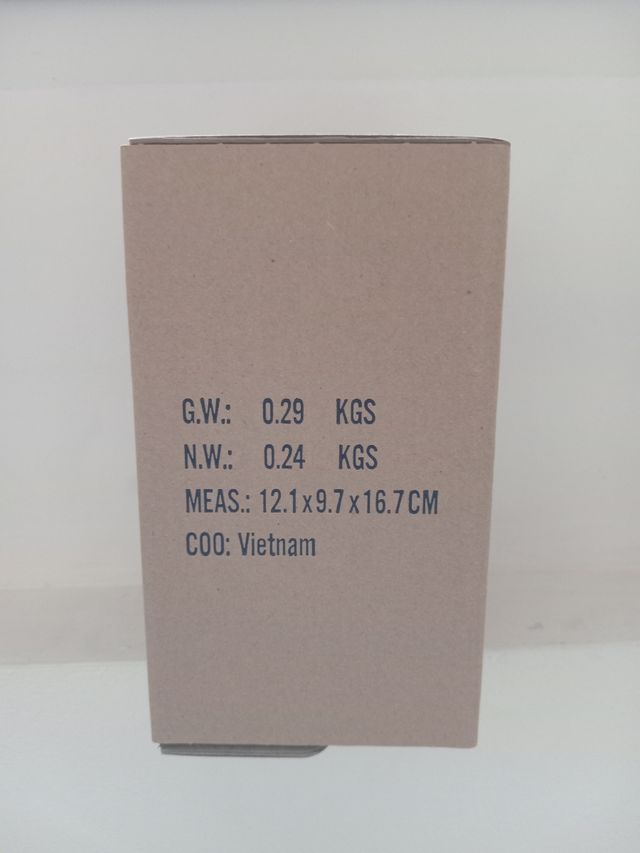 G.W.: 0.29 KGS
N.W.: 0.24 KGS
MEAS.: 12.1x9.7x16.7CM
COO: Vietnam